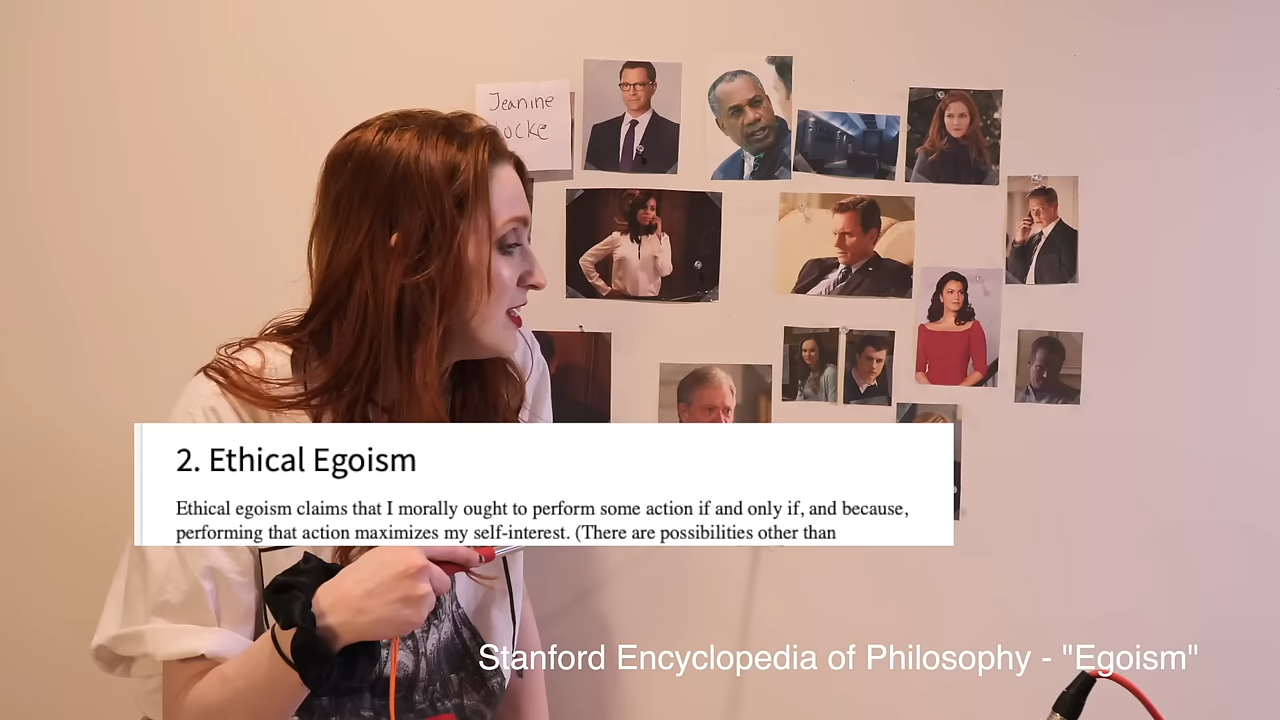 Jeanine
Locke
2. Ethical Egoism
Ethical egoism claims that I morally ought to perform some action if and only if, and because,
performing that action maximizes my self-interest. (There are possibilities other than
Stanford Encyclopedia of Philosophy - "Egoism"